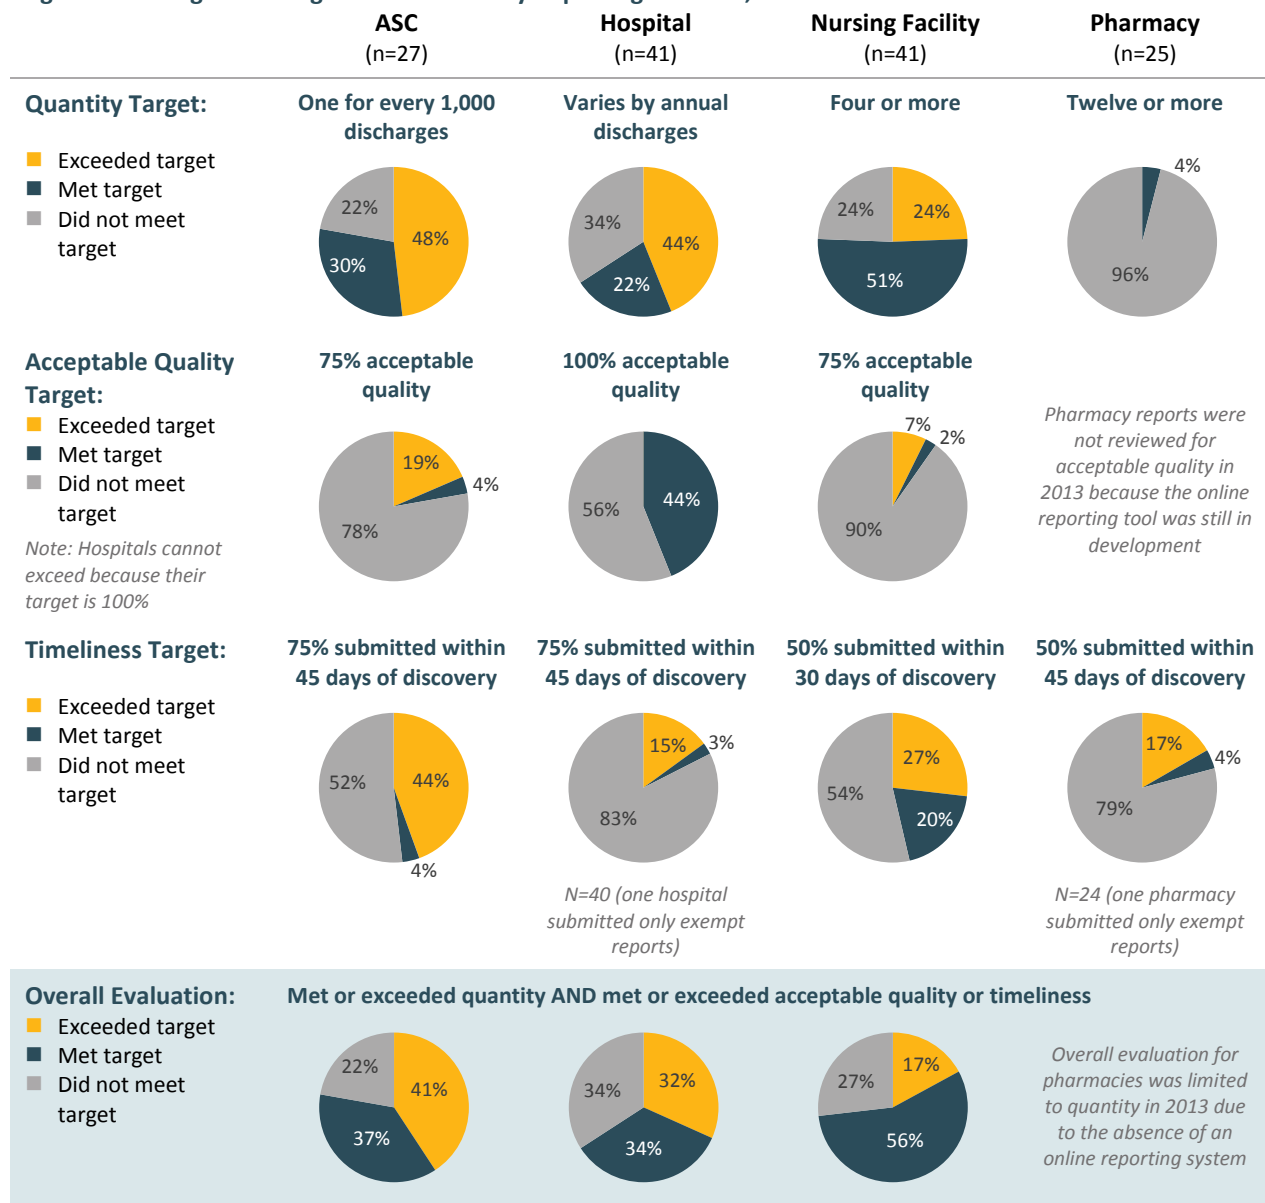 ASC
Hospital
Nursing Facility
Pharmacy
(n=27)
(n=41)
(n=41)
(n=25)
Quantity Target:
One for every 1,000
discharges
Varies by annual
discharges
Four or more
Twelve or more
Exceeded target
Met target
Did not meet
target
22%
48%
30%
34%
44%
22%
24%
24%
51%
4%
96%
Acceptable Quality
Target:
75% acceptable
quality
100% acceptable
quality
75% acceptable
quality
Exceeded target
Met target
Did not meet
target
Note: Hospitals cannot
exceed because their
target is 100%
19%
4%
78%
56%
44%
7%
2%
90%
Pharmacy reports were
not reviewed for
acceptable quality in
2013 because the online
reporting tool was still in
development
Timeliness Target:
75% submitted within
45 days of discovery
75% submitted within
45 days of discovery
50% submitted within
30 days of discovery
50% submitted within
45 days of discovery
Exceeded target
Met target
Did not meet
target
52%
44%
4%
15%
3%
83%
27%
54%
20%
17%
4%
79%
N=40 (one hospital
submitted only exempt
reports)
N=24 (one pharmacy
submitted only exempt
reports)
Overall Evaluation:
Met or exceeded quantity AND met or exceeded acceptable quality or timeliness
Exceeded target
Met target
Did not meet
target
22%
41%
37%
34%
32%
34%
27%
17%
56%
Overall evaluation for
pharmacies was limited
to quantity in 2013 due
to the absence of an
online reporting system